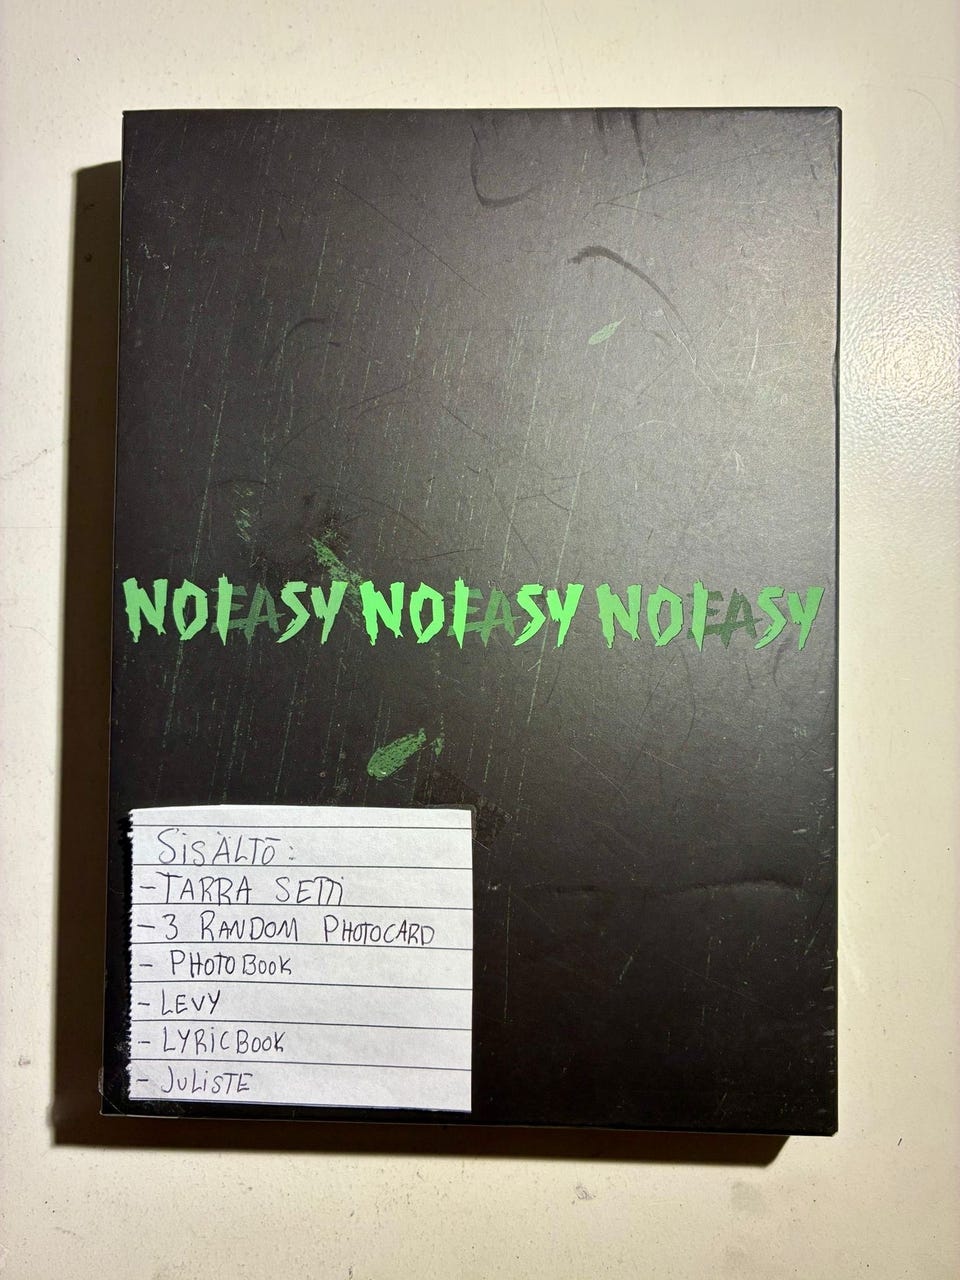 NOEASY NOEASY NOEASY
SISÄLTÖ:
- TARRA SETTI
- 3 RANDOM PHOTOCARD
- PHOTOBOOK
- LEVY
- LYRICBOOK
- JULISTE